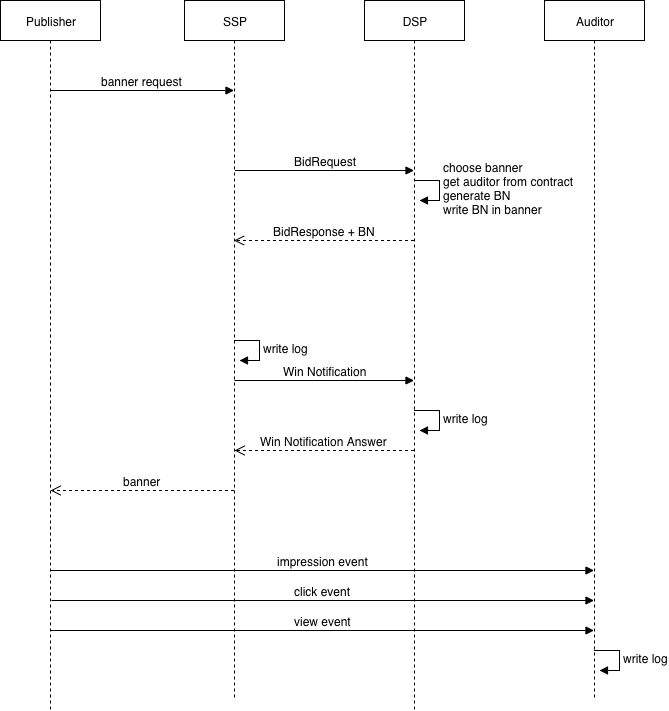 Publisher
SSP
DSP
Auditor
banner request
BidRequest
choose banner
get auditor from contract
generate BN
write BN in banner
BidResponse + BN
write log
Win Notification
write log
Win Notification Answer
banner
impression event
click event
view event
write log